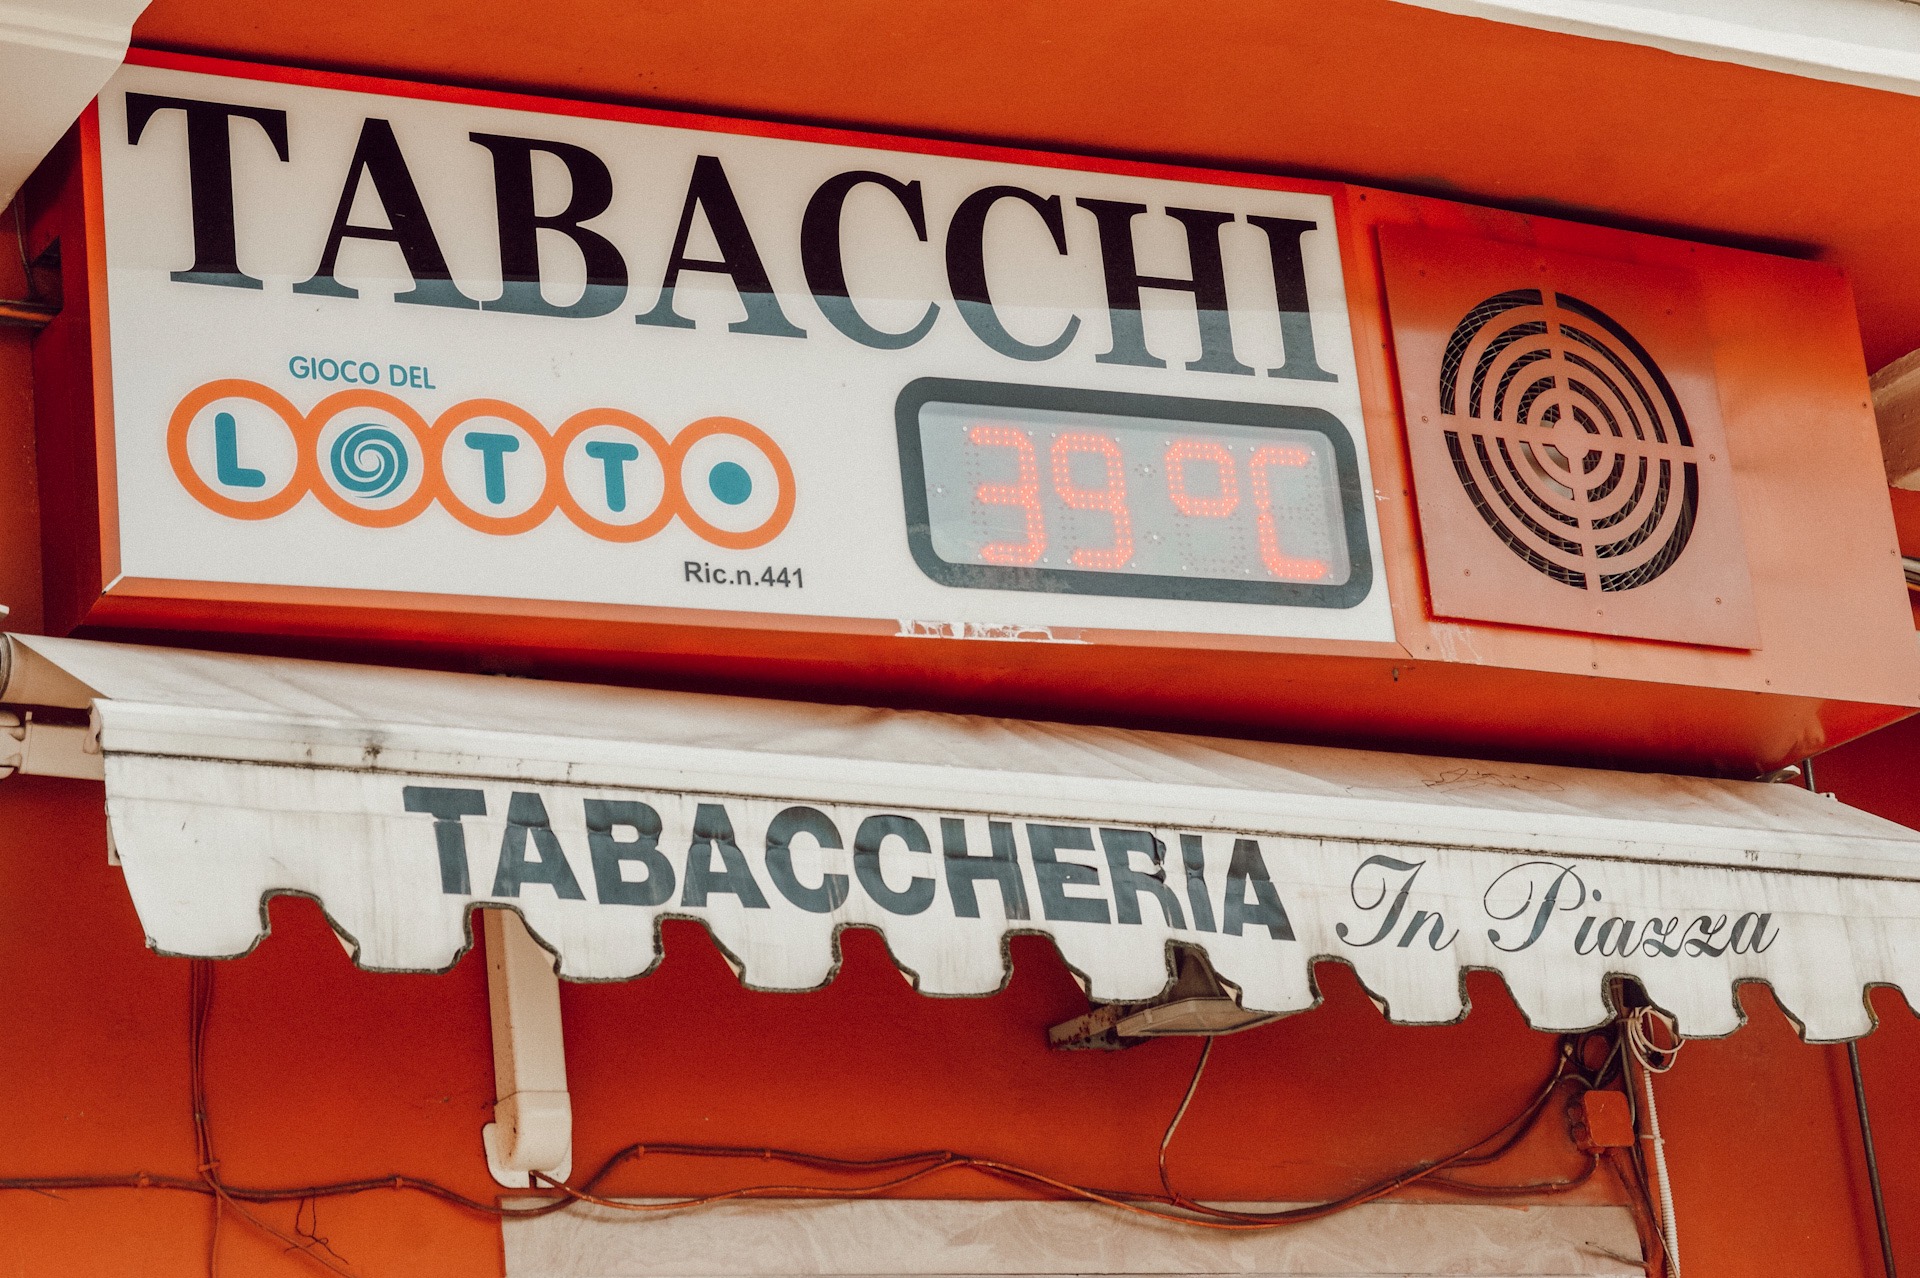 TABACCHI
GIOCO DEL
LOTTO
39°C
Ric.n.441
TABACCHERIA In Piazza